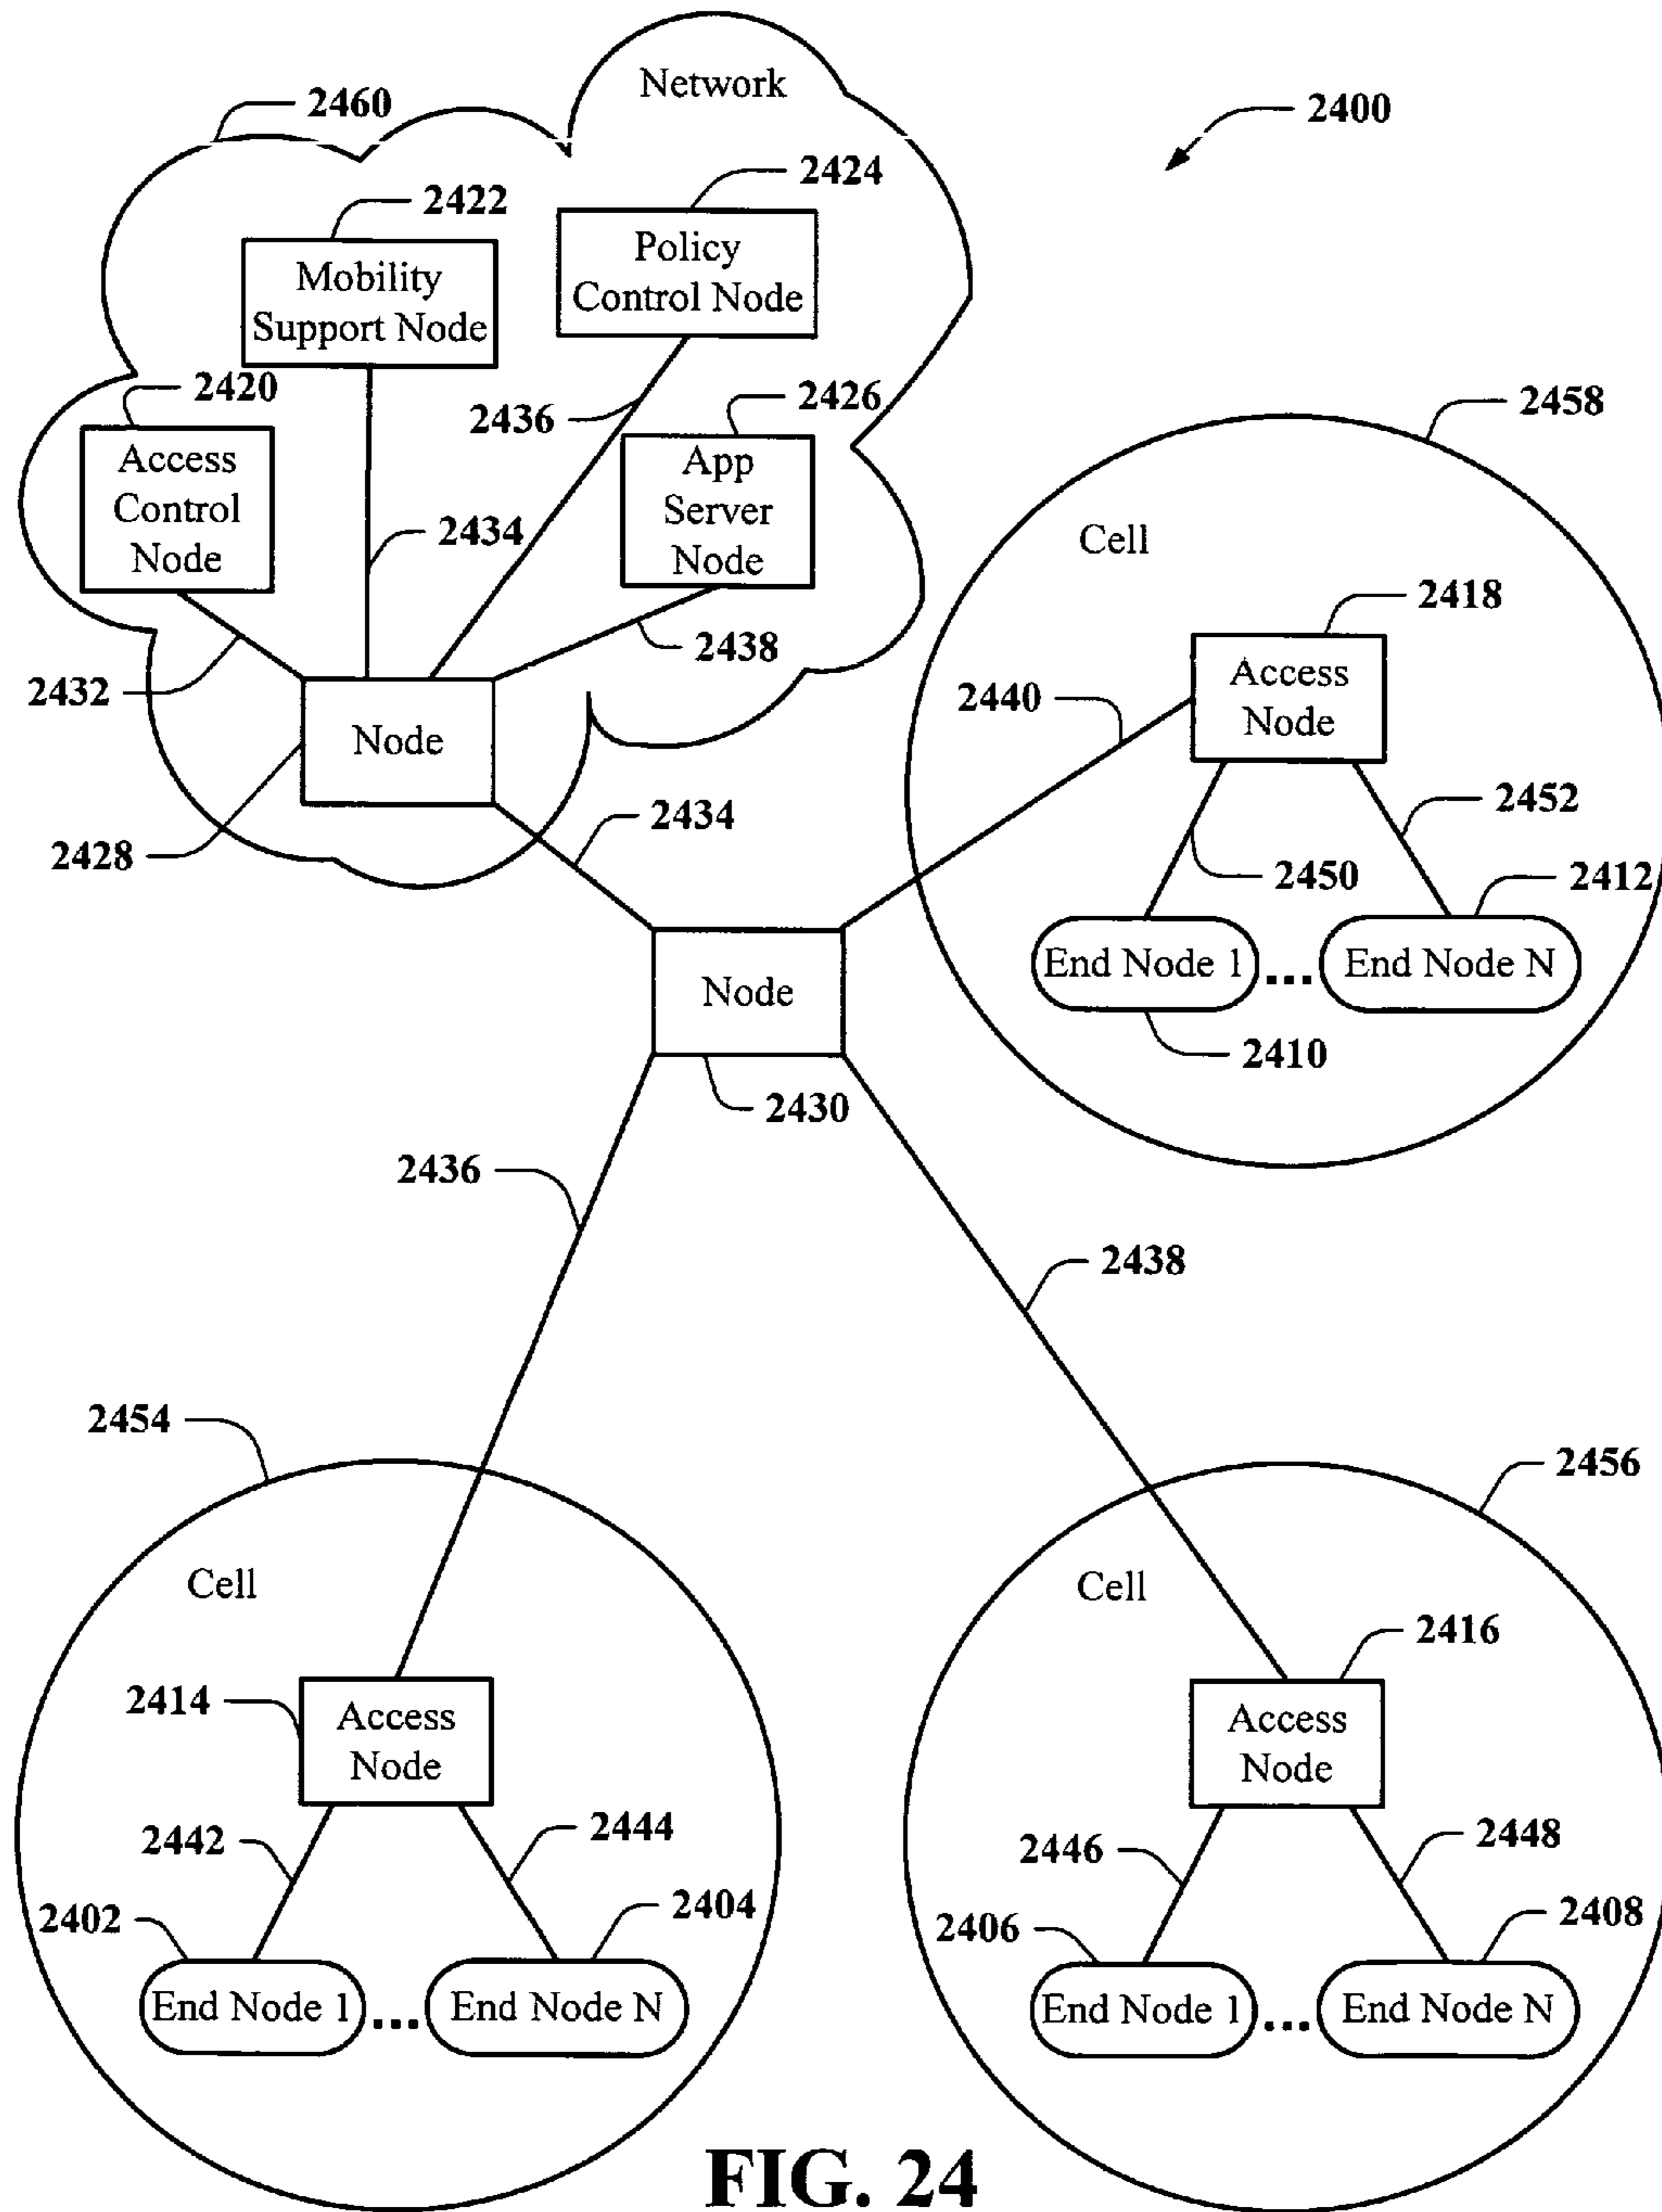 Network
2460
2400
2424
2422
Policy
Control Node
Mobility
Support Node
2420
2436
2426
2458
Access
Control
Node
App
Server
Node
2434
Cell
2418
2438
2432
2440
Access
Node
Node
2434
2452
2428
2450
2412
End Node 1
...
End Node N
Node
2410
2430
2436
2438
2454
2456
Cell
Cell
2416
2414
Access
Node
Access
Node
2442
2444
2446
2448
2402
2404
2406
2408
End Node 1
...
End Node N
End Node 1
...
End Node N
FIG. 24